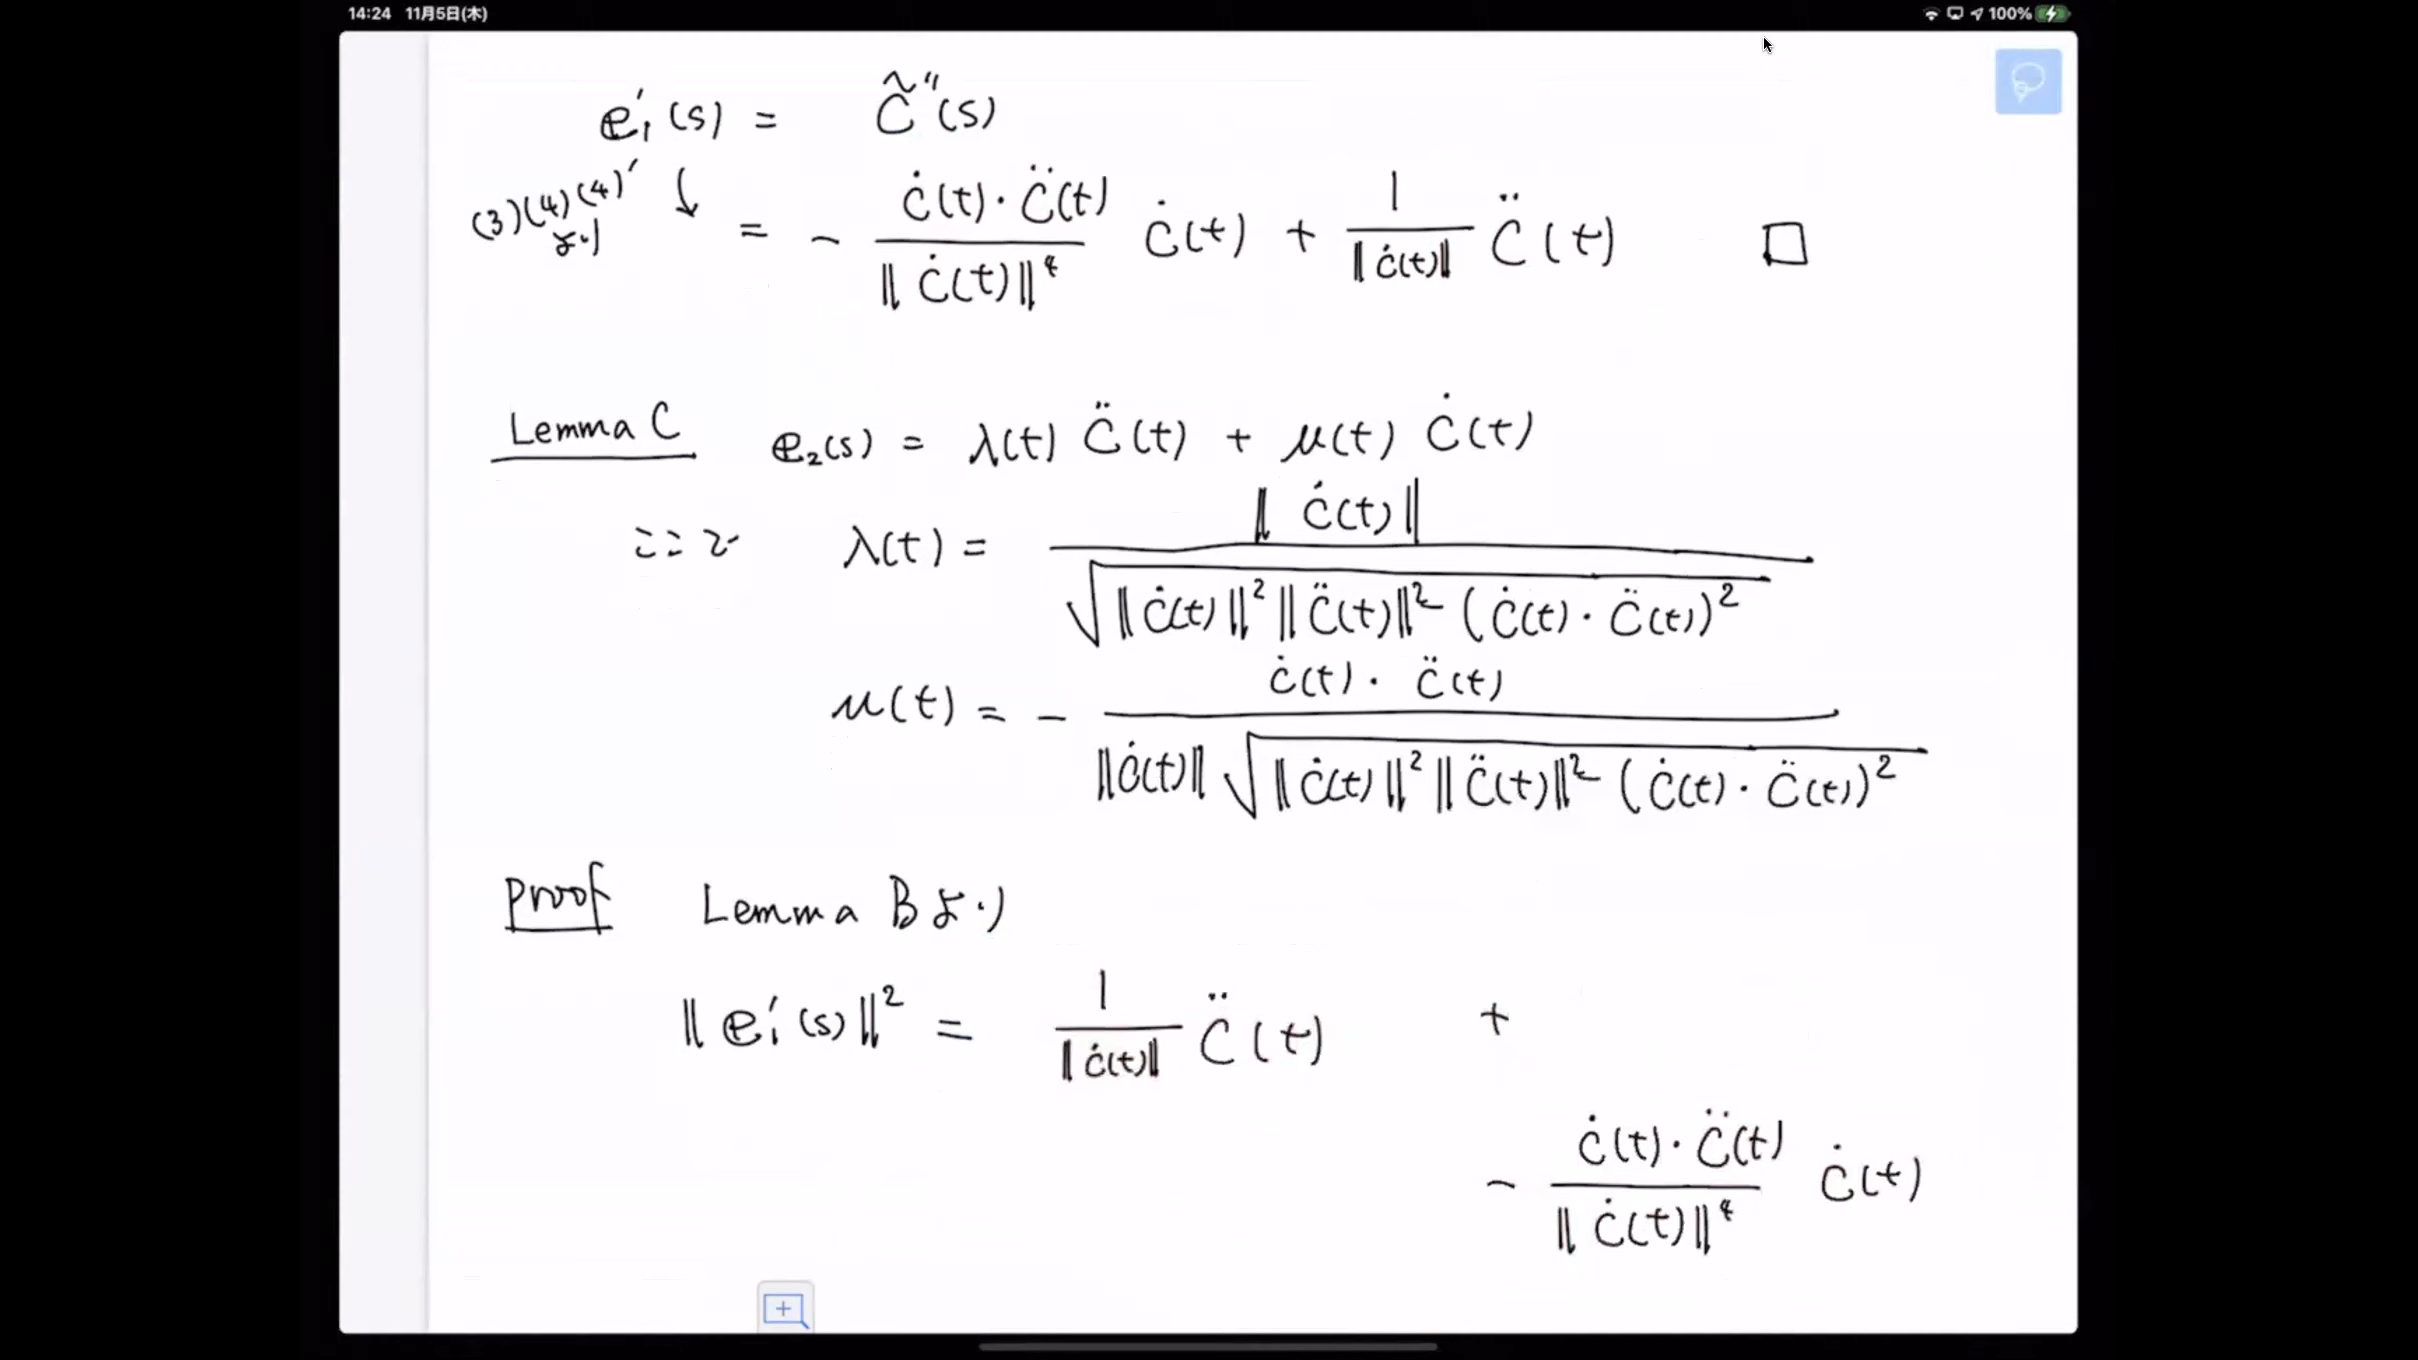 14:24 11月5日(木) 100%
e₁′(s) = C̃″(s)
(3)(4)(4)′ ↓ = − Ċ(t)·C̈(t) / ‖Ċ(t)‖⁴ Ċ(t) + 1 / ‖Ċ(t)‖ C̈(t) □
より
Lemma C e₂(s) = λ(t) C̈(t) + μ(t) Ċ(t)
ここで λ(t) = ‖Ċ(t)‖ / √‖Ċ(t)‖²‖C̈(t)‖² (Ċ(t)·C̈(t))²
μ(t) = − Ċ(t)·C̈(t) / ‖Ċ(t)‖ √‖Ċ(t)‖²‖C̈(t)‖² (Ċ(t)·C̈(t))²
Proof Lemma B より
‖e₁′(s)‖² = 1 / ‖Ċ(t)‖ C̈(t) +
− Ċ(t)·C̈(t) / ‖Ċ(t)‖⁴ Ċ(t)